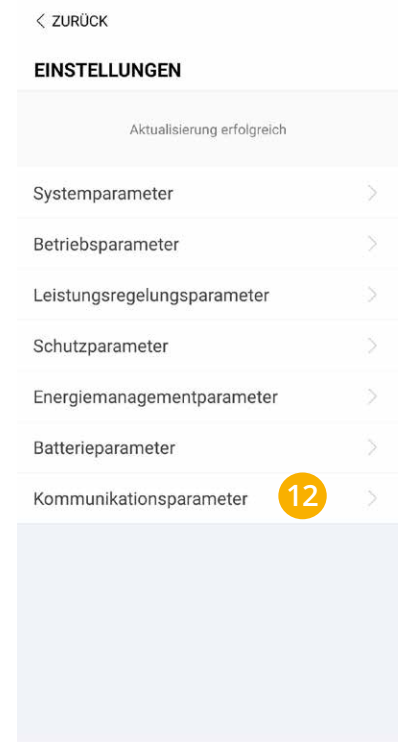 ZURÜCK
EINSTELLUNGEN
Aktualisierung erfolgreich
Systemparameter
Betriebsparameter
Leistungsregelungsparameter
Schutzparameter
Energiemanagementparameter
Batterieparameter
Kommunikationsparameter 12